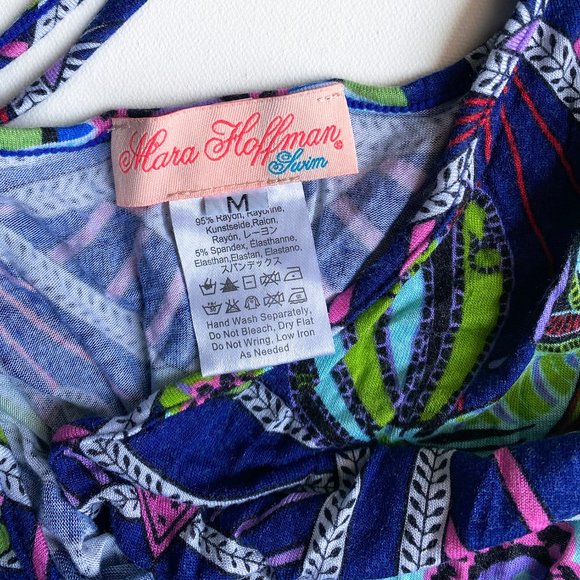 Mara Hoffman®
Swim
M
95% Rayon, Rayonne,
Kunstseide, Raion,
Rayón, レーヨン
5% Spandex, Élasthanne,
Elasthan, Elastan, Elastano
スパンデックス
Hand Wash Separately,
Do Not Bleach, Dry Flat
Do Not Wring, Low Iron
As Needed